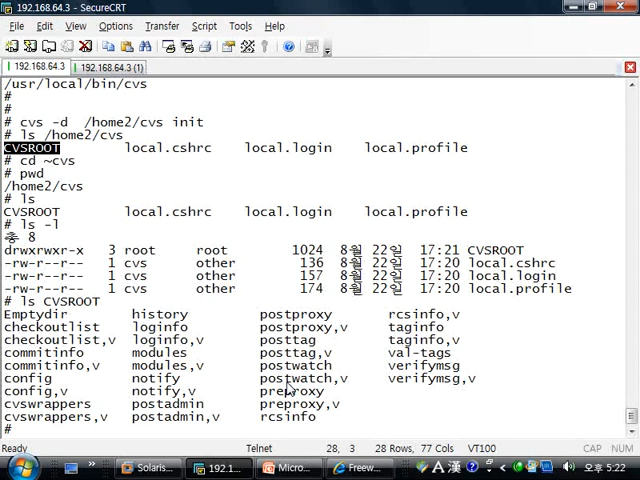 192.168.64.3 - SecureCRT
File Edit View Options Transfer Script Tools Help
192.168.64.3 192.168.64.3 (1)
/usr/local/bin/cvs
#
#
# cvs -d  /home2/cvs init
# ls /home2/cvs
CVSROOT local.cshrc local.login local.profile
# cd ~cvs
# pwd
/home2/cvs
# ls
CVSROOT local.cshrc local.login local.profile
# ls -l
총 8
drwxrwxr-x 3 root root 1024 8월 22일 17:21 CVSROOT
-rw-r--r-- 1 cvs other 136 8월 22일 17:20 local.cshrc
-rw-r--r-- 1 cvs other 157 8월 22일 17:20 local.login
-rw-r--r-- 1 cvs other 174 8월 22일 17:20 local.profile
# ls CVSROOT
Emptydir history postproxy rcsinfo,v
checkoutlist loginfo postproxy,v taginfo
checkoutlist,v loginfo,v posttag taginfo,v
commitinfo modules posttag,v val-tags
commitinfo,v modules,v postwatch verifymsg
config notify postwatch,v verifymsg,v
config,v notify,v preproxy
cvswrappers postadmin preproxy,v
cvswrappers,v postadmin,v rcsinfo
#
Ready Telnet 28, 3 28 Rows, 77 Cols VT100 CAP NUM
Solaris... 192.1... Micro... Freew... A 漢 오후 5:22